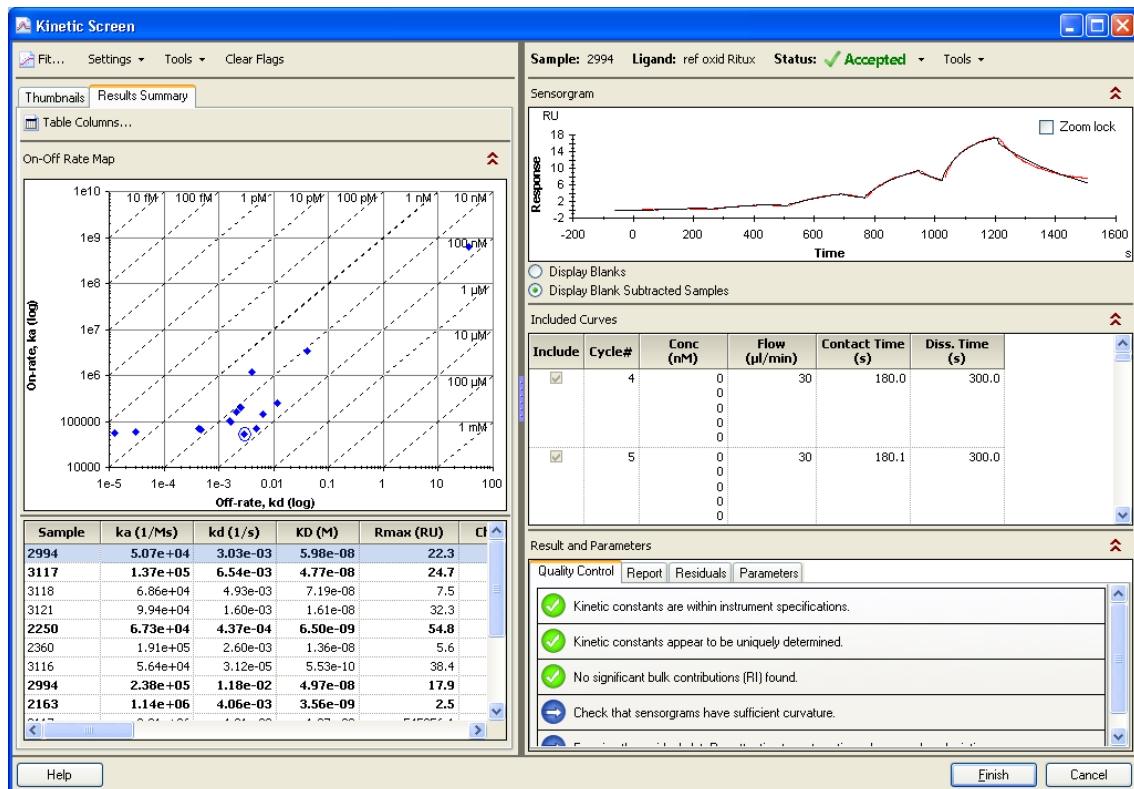 Kinetic Screen
Fit... Settings Tools Clear Flags
Thumbnails Results Summary
Table Columns...
On-Off Rate Map
10 fM 100 fM 1 pM 10 pM 100 pM 1 nM 10 nM
100 nM
1 µM
10 µM
100 µM
1 mM
1e10
1e9
1e8
1e7
1e6
100000
10000
On-rate, ka (log)
1e-5 1e-4 1e-3 0.01 0.1 1 10 100
Off-rate, kd (log)
Sample ka (1/Ms) kd (1/s) KD (M) Rmax (RU)
2994 5.07e+04 3.03e-03 5.98e-08 22.3
3117 1.37e+05 6.54e-03 4.77e-08 24.7
3118 6.86e+04 4.93e-03 7.19e-08 7.5
3121 9.94e+04 1.60e-03 1.61e-08 32.3
2250 6.73e+04 4.37e-04 6.50e-09 54.8
2360 1.91e+05 2.60e-03 1.36e-08 5.6
3116 5.64e+04 3.12e-05 5.53e-10 38.4
2994 2.38e+05 1.18e-02 4.97e-08 17.9
2163 1.14e+06 4.06e-03 3.56e-09 2.5
Sample: 2994 Ligand: ref oxid Ritux Status: Accepted Tools
Sensorgram
RU
Zoom lock
18
14
10
6
2
-2
Response
-200 0 200 400 600 800 1000 1200 1400 1600
Time
s
Display Blanks
Display Blank Subtracted Samples
Included Curves
Include Cycle# Conc (nM) Flow (µl/min) Contact Time (s) Diss. Time (s)
4 0 30 180.0 300.0
0
0
0
0
5 0 30 180.1 300.0
0
0
0
0
Result and Parameters
Quality Control Report Residuals Parameters
Kinetic constants are within instrument specifications.
Kinetic constants appear to be uniquely determined.
No significant bulk contributions (RI) found.
Check that sensorgrams have sufficient curvature.
Help Finish Cancel